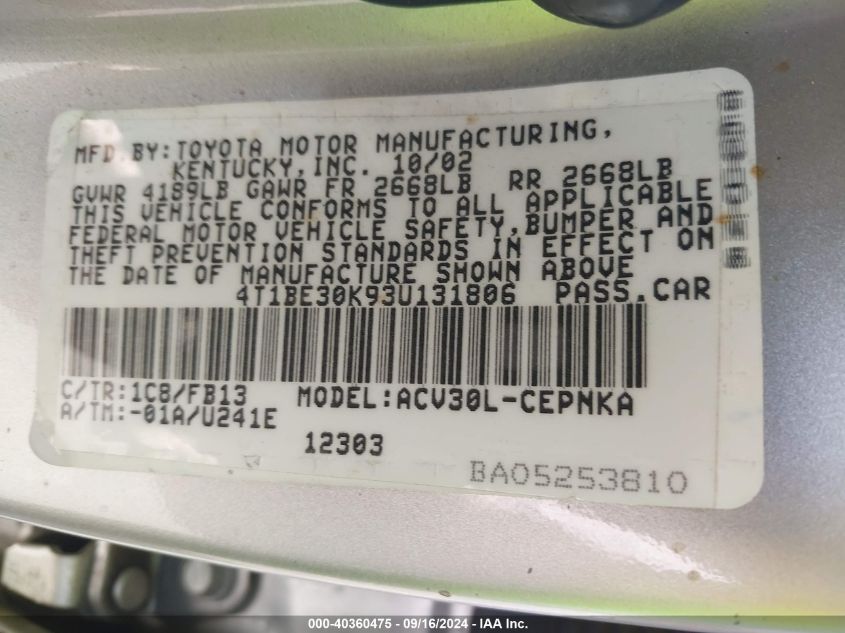 MFD.BY:TOYOTA MOTOR MANUFACTURING,
KENTUCKY,INC. 10/02
GVWR 4189LB GAWR FR 2668LB RR 2668LB
THIS VEHICLE CONFORMS TO ALL APPLICABLE
FEDERAL MOTOR VEHICLE SAFETY,BUMPER AND
THEFT PREVENTION STANDARDS IN EFFECT ON
THE DATE OF MANUFACTURE SHOWN ABOVE
4T1BE30K93U131806 PASS.CAR
C/TR:1C8/FB13 MODEL:ACV30L-CEPNKA
A/TM:-01A/U241E
12303
BA05253810
000-40360475 - 09/16/2024 - IAA Inc.